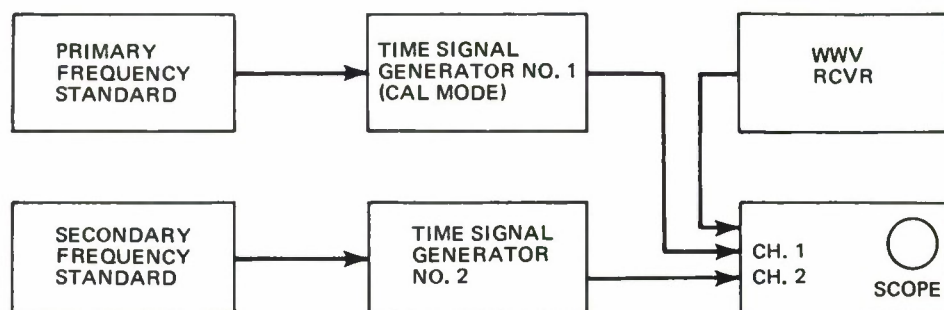 PRIMARY
FREQUENCY
STANDARD
TIME SIGNAL
GENERATOR NO. 1
(CAL MODE)
WWV
RCVR
SECONDARY
FREQUENCY
STANDARD
TIME SIGNAL
GENERATOR
NO. 2
CH. 1
CH. 2
SCOPE